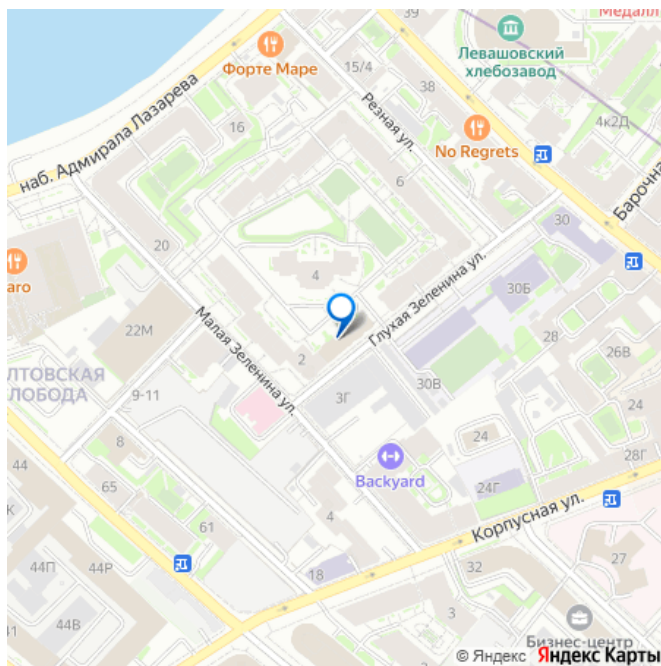 Медалл
Левашовский
хлебозавод
Форте Маре
15/4
38
4к2Д
наб. Адмирала Лазарева
16
Резная ул.
No Regrets
6
Барочна
20
30
4
Глухая Зеленина ул.
30Б
aro
22М
Малая Зеленина ул.
28
26В
2
ЛТОВСКАЯ
ЛОБОДА
9-11
3Г
30В
24
8
24
28Г
44
Backyard
65
24Г
Корпусная ул.
К
61
4
27
44П
44Р
18
32
41
44В
3
Бизнес-центр
© Яндекс Яндекс Карты